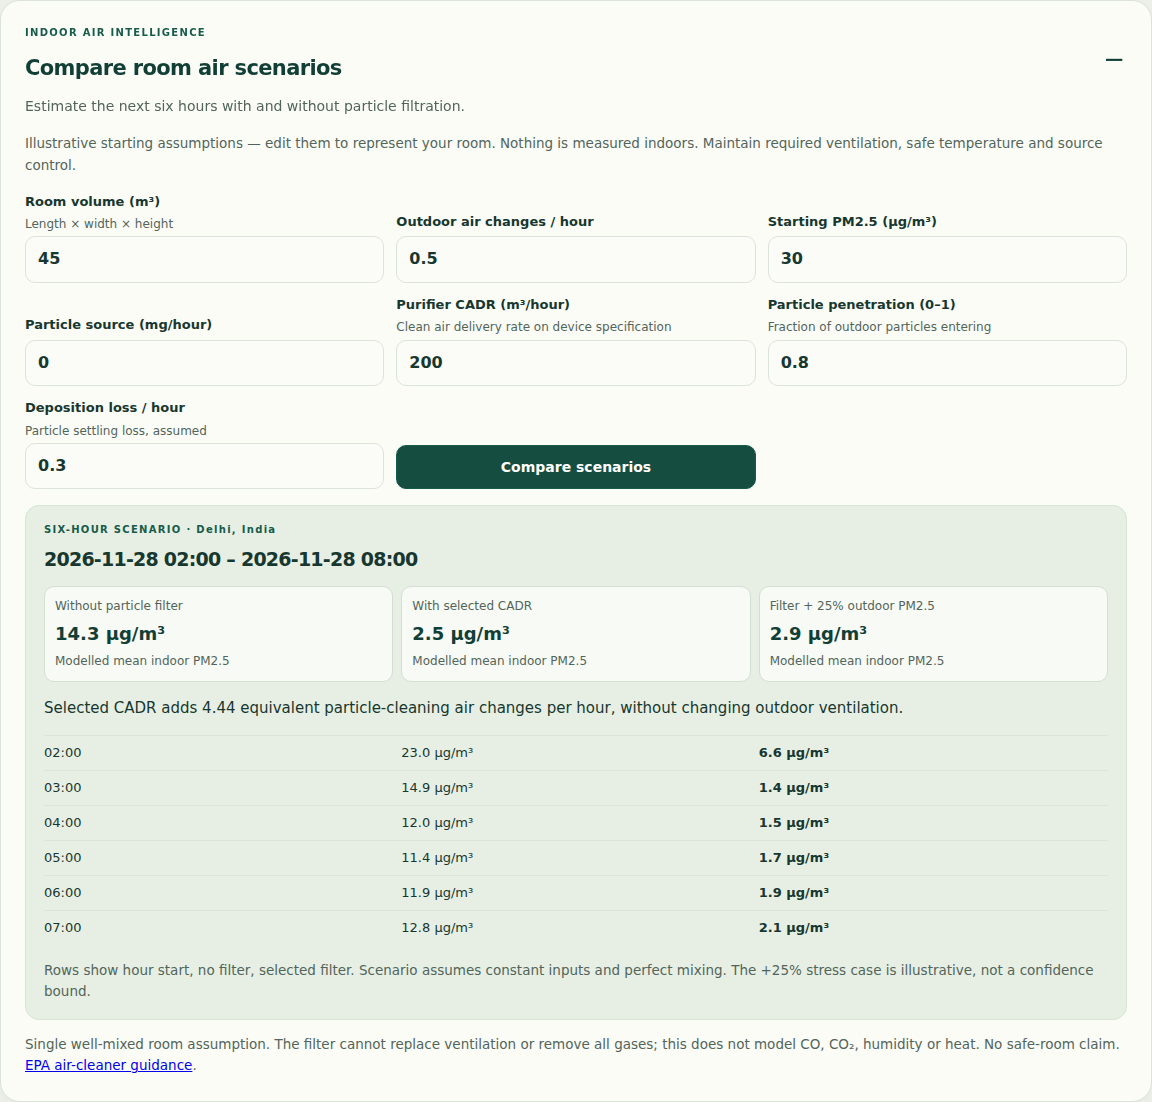 INDOOR AIR INTELLIGENCE
Compare room air scenarios
—
Estimate the next six hours with and without particle filtration.
Illustrative starting assumptions — edit them to represent your room. Nothing is measured indoors. Maintain required ventilation, safe temperature and source
control.
Room volume (m³)
Length × width × height
45
Outdoor air changes / hour
0.5
Starting PM2.5 (µg/m³)
30
Particle source (mg/hour)
0
Purifier CADR (m³/hour)
Clean air delivery rate on device specification
200
Particle penetration (0–1)
Fraction of outdoor particles entering
0.8
Deposition loss / hour
Particle settling loss, assumed
0.3
Compare scenarios
SIX-HOUR SCENARIO · Delhi, India
2026-11-28 02:00 – 2026-11-28 08:00
Without particle filter
14.3 µg/m³
Modelled mean indoor PM2.5
With selected CADR
2.5 µg/m³
Modelled mean indoor PM2.5
Filter + 25% outdoor PM2.5
2.9 µg/m³
Modelled mean indoor PM2.5
Selected CADR adds 4.44 equivalent particle-cleaning air changes per hour, without changing outdoor ventilation.
02:00 23.0 µg/m³ 6.6 µg/m³
03:00 14.9 µg/m³ 1.4 µg/m³
04:00 12.0 µg/m³ 1.5 µg/m³
05:00 11.4 µg/m³ 1.7 µg/m³
06:00 11.9 µg/m³ 1.9 µg/m³
07:00 12.8 µg/m³ 2.1 µg/m³
Rows show hour start, no filter, selected filter. Scenario assumes constant inputs and perfect mixing. The +25% stress case is illustrative, not a confidence
bound.
Single well-mixed room assumption. The filter cannot replace ventilation or remove all gases; this does not model CO, CO₂, humidity or heat. No safe-room claim.
EPA air-cleaner guidance.